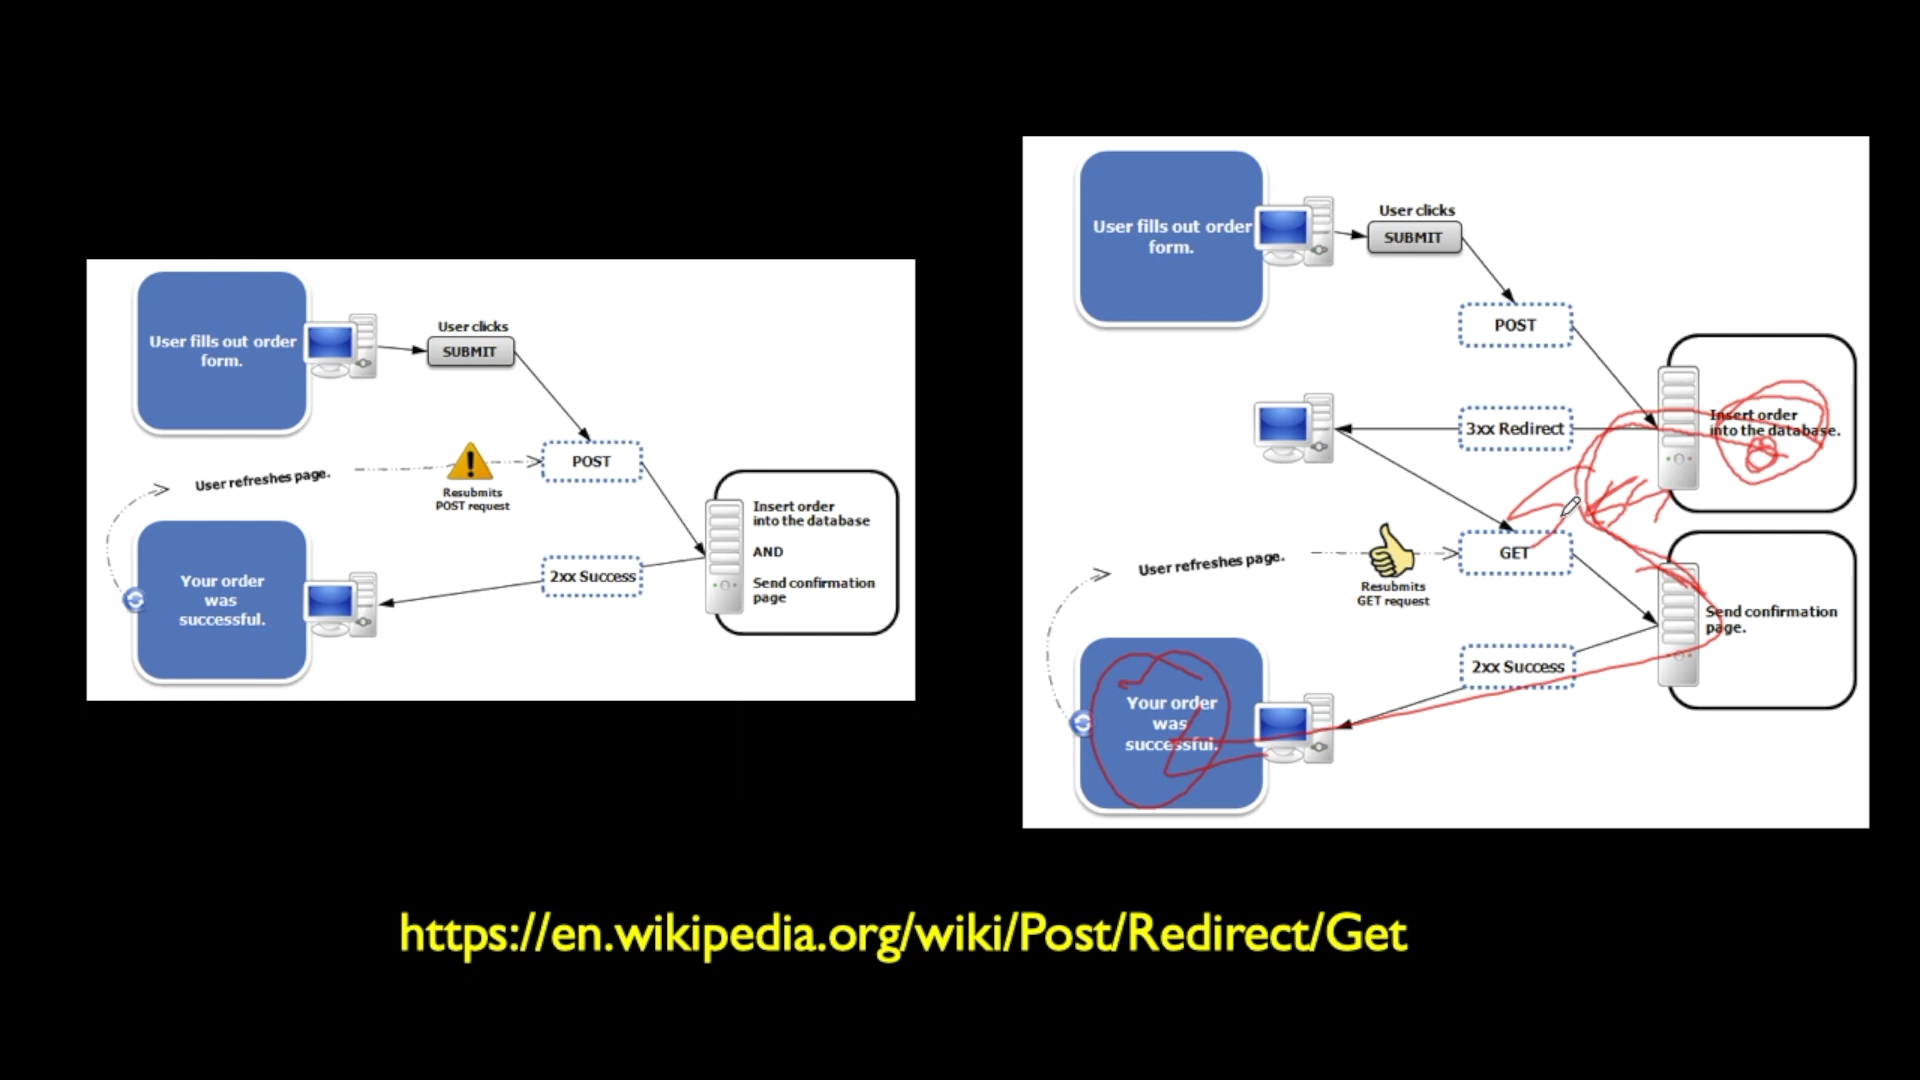 User fills out order
form.
User clicks
SUBMIT
POST
User refreshes page.
Resubmits
POST request
Insert order
into the database
AND
Send confirmation
page
2xx Success
Your order
was
successful.
User fills out order
form.
User clicks
SUBMIT
POST
Insert order
into the database.
3xx Redirect
GET
User refreshes page.
Resubmits
GET request
Send confirmation
page.
2xx Success
Your order
was
successful.
https://en.wikipedia.org/wiki/Post/Redirect/Get